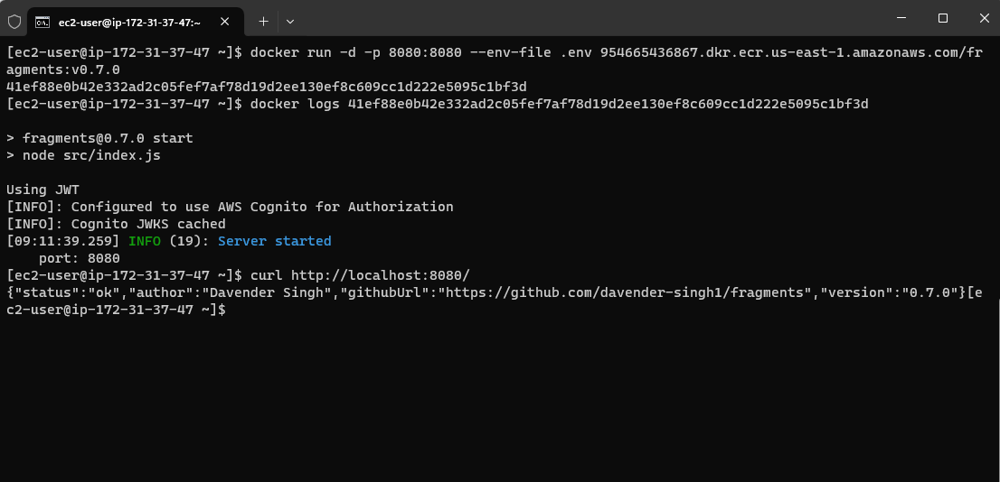 ec2-user@ip-172-31-37-47:~
[ec2-user@ip-172-31-37-47 ~]$ docker run -d -p 8080:8080 --env-file .env 954665436867.dkr.ecr.us-east-1.amazonaws.com/fr
agments:v0.7.0
41ef88e0b42e332ad2c05fef7af78d19d2ee130ef8c609cc1d222e5095c1bf3d
[ec2-user@ip-172-31-37-47 ~]$ docker logs 41ef88e0b42e332ad2c05fef7af78d19d2ee130ef8c609cc1d222e5095c1bf3d
> fragments@0.7.0 start
> node src/index.js
Using JWT
[INFO]: Configured to use AWS Cognito for Authorization
[INFO]: Cognito JWKS cached
[09:11:39.259] INFO (19): Server started
port: 8080
[ec2-user@ip-172-31-37-47 ~]$ curl http://localhost:8080/
{"status":"ok","author":"Davender Singh","githubUrl":"https://github.com/davender-singh1/fragments","version":"0.7.0"}[e
c2-user@ip-172-31-37-47 ~]$